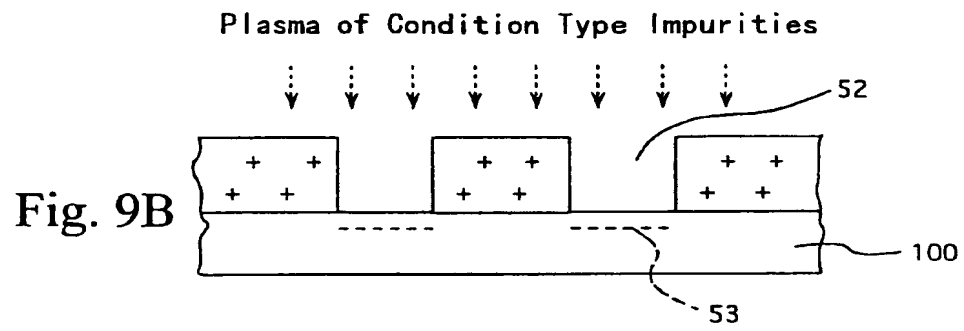 Plasma of Condition Type Impurities
52
+ + + + + +
+ + + + + +
Fig. 9B
100
53